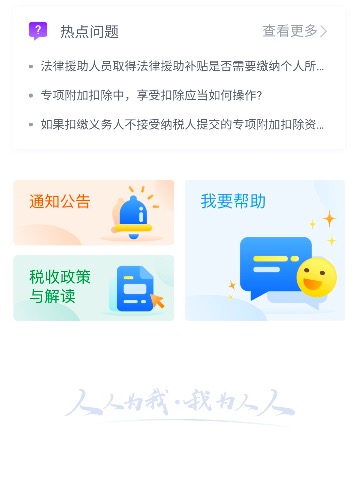 热点问题 查看更多
法律援助人员取得法律援助补贴是否需要缴纳个人所...
专项附加扣除中，享受扣除应当如何操作？
如果扣缴义务人不接受纳税人提交的专项附加扣除资...
通知公告
我要帮助
税收政策
与解读
人人为我·我为人人